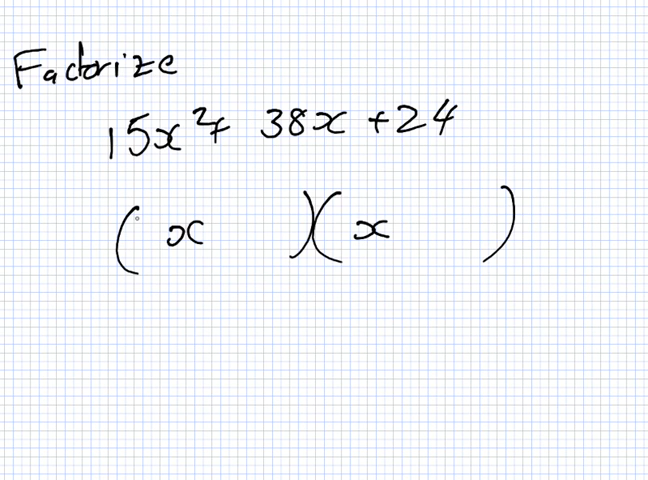 Factorize
15x² + 38x + 24
( x )( x )